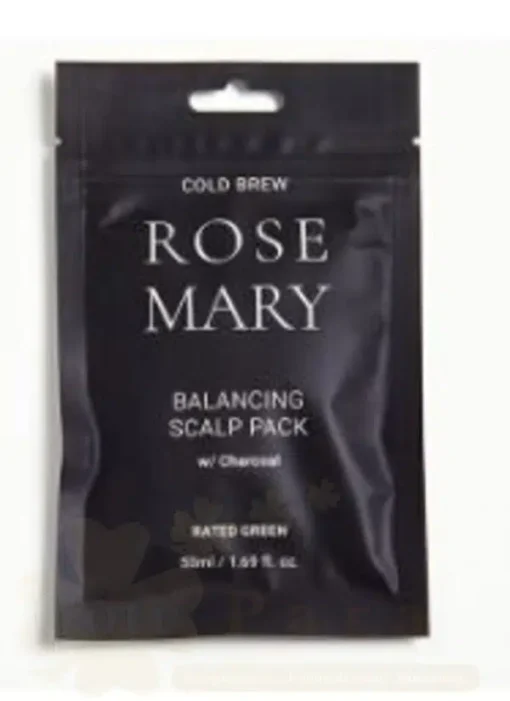 COLD BREW
ROSE
MARY
BALANCING
SCALP PACK
w/ Charcoal
RATED GREEN
50ml / 1.69 fl. oz.